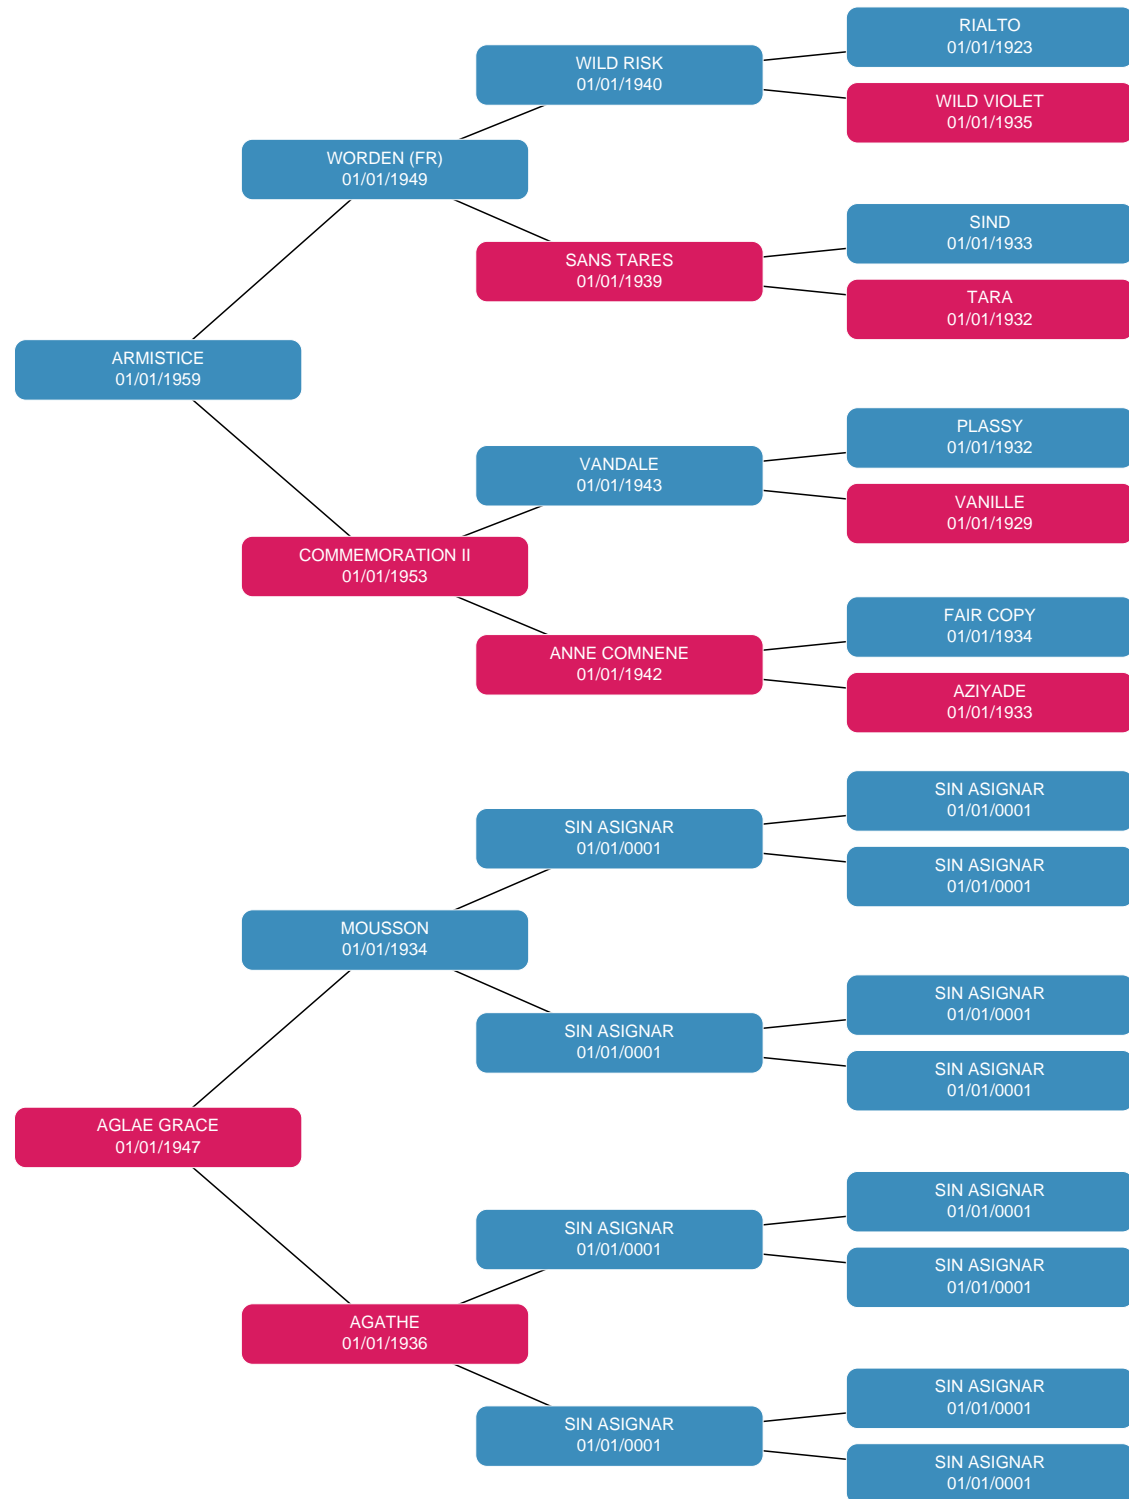 RIALTO
01/01/1923
WILD RISK
01/01/1940
WILD VIOLET
01/01/1935
WORDEN (FR)
01/01/1949
SIND
01/01/1933
SANS TARES
01/01/1939
TARA
01/01/1932
ARMISTICE
01/01/1959
PLASSY
01/01/1932
VANDALE
01/01/1943
VANILLE
01/01/1929
COMMEMORATION II
01/01/1953
FAIR COPY
01/01/1934
ANNE COMNENE
01/01/1942
AZIYADE
01/01/1933
SIN ASIGNAR
01/01/0001
SIN ASIGNAR
01/01/0001
SIN ASIGNAR
01/01/0001
MOUSSON
01/01/1934
SIN ASIGNAR
01/01/0001
SIN ASIGNAR
01/01/0001
SIN ASIGNAR
01/01/0001
AGLAE GRACE
01/01/1947
SIN ASIGNAR
01/01/0001
SIN ASIGNAR
01/01/0001
SIN ASIGNAR
01/01/0001
AGATHE
01/01/1936
SIN ASIGNAR
01/01/0001
SIN ASIGNAR
01/01/0001
SIN ASIGNAR
01/01/0001